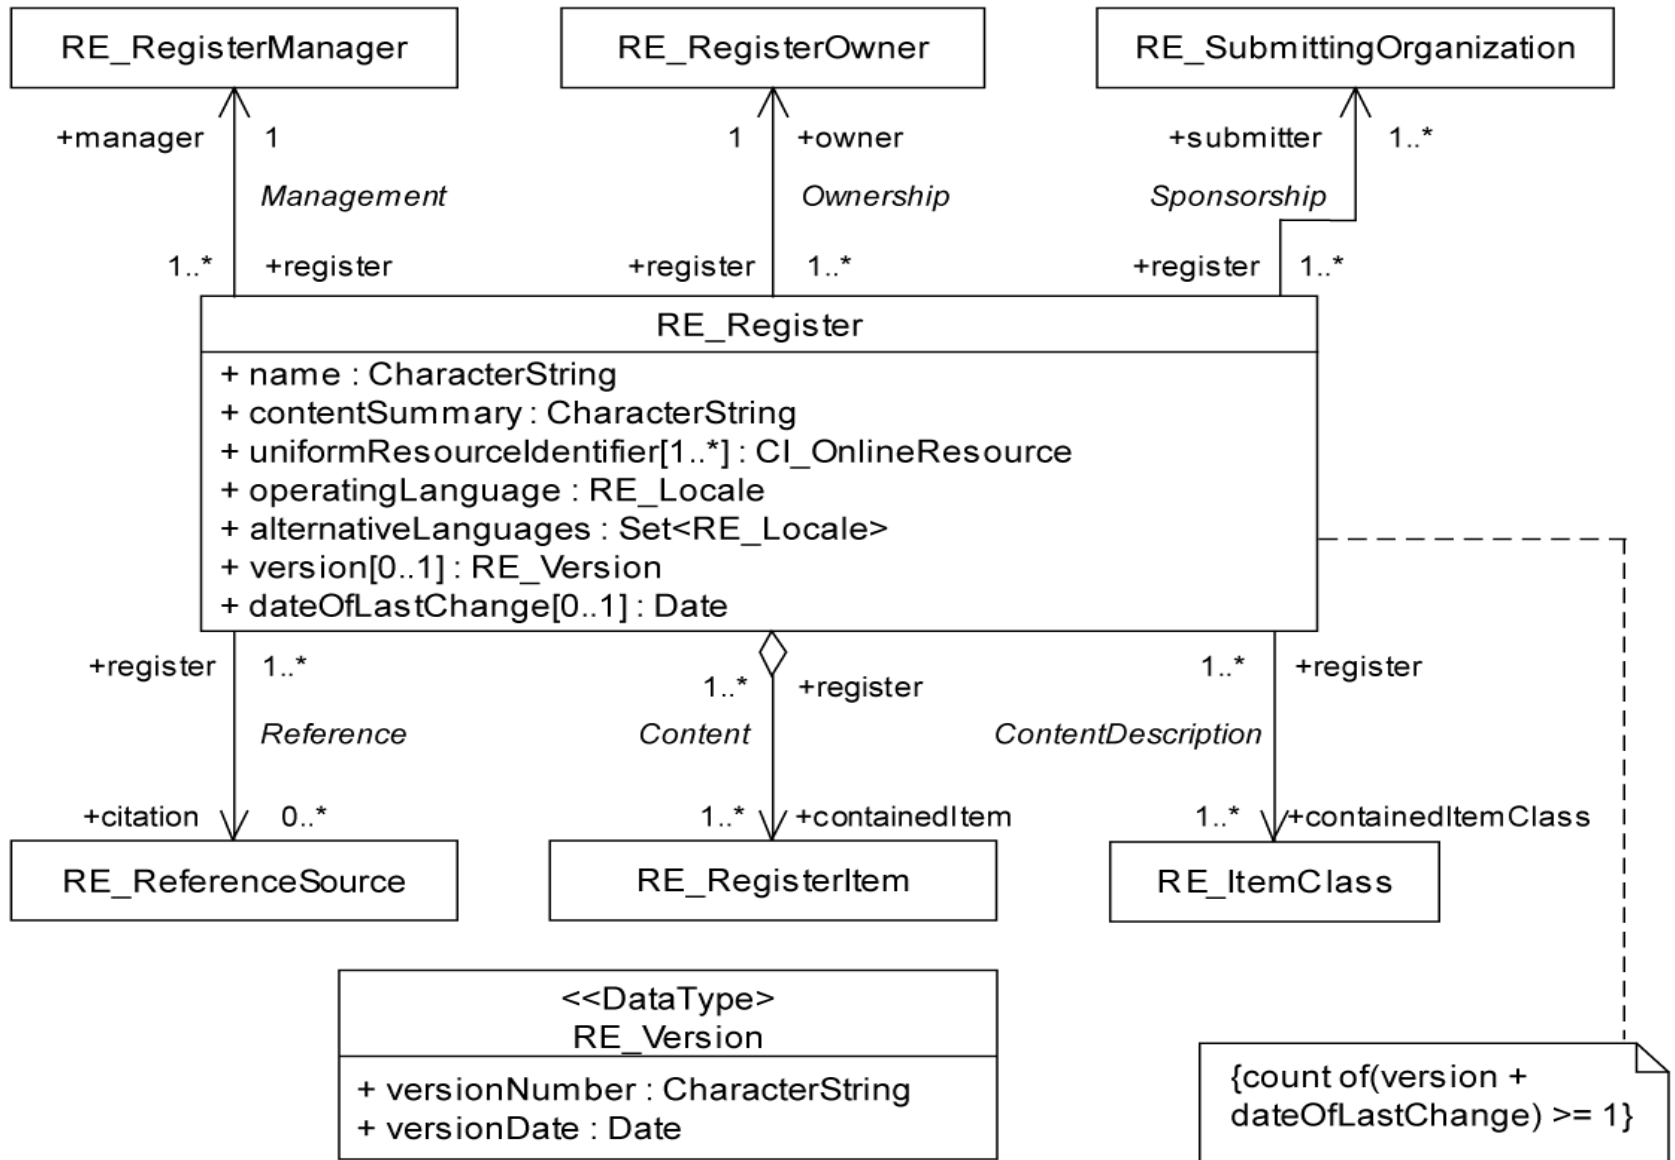 RE_RegisterManager
RE_RegisterOwner
RE_SubmittingOrganization
+manager
1
1
+owner
+submitter
1..*
Management
Ownership
Sponsorship
1..*
+register
+register
1..*
+register
1..*
RE_Register
+ name : CharacterString
+ contentSummary : CharacterString
+ uniformResourceIdentifier[1..*] : CI_OnlineResource
+ operatingLanguage : RE_Locale
+ alternativeLanguages : Set<RE_Locale>
+ version[0..1] : RE_Version
+ dateOfLastChange[0..1] : Date
+register
1..*
1..*
+register
1..*
+register
Reference
Content
ContentDescription
+citation
0..*
1..*
+containedItem
1..*
+containedItemClass
RE_ReferenceSource
RE_RegisterItem
RE_ItemClass
<<DataType>
RE_Version
+ versionNumber : CharacterString
+ versionDate : Date
{count of(version +
dateOfLastChange) >= 1}